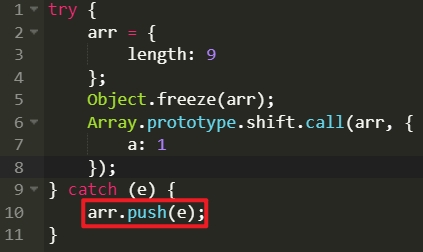 1 try {
2 arr = {
3 length: 9
4 };
5 Object.freeze(arr);
6 Array.prototype.shift.call(arr, {
7 a: 1
8 });
9 } catch (e) {
10 arr.push(e);
11 }